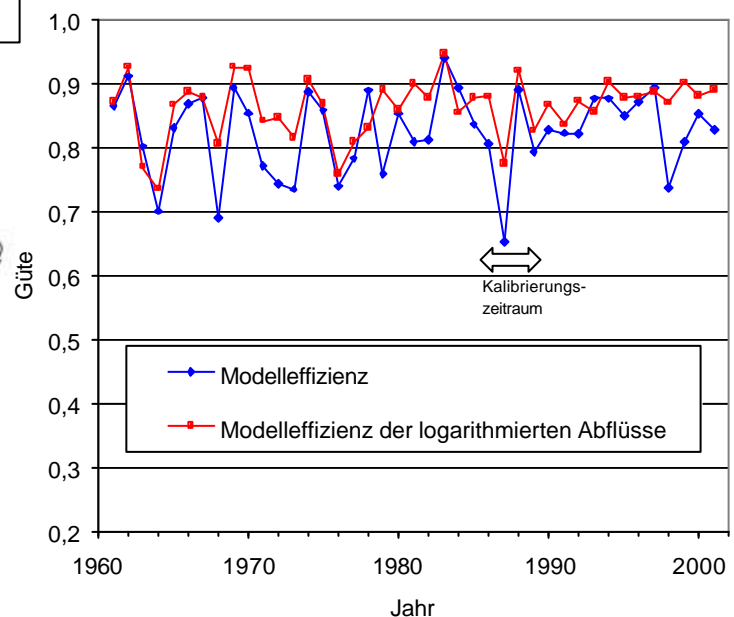 1,0
0,9
0,8
0,7
0,6
0,5
0,4
0,3
0,2
Güte
Kalibrierungs-
zeitraum
Modelleffizienz
Modelleffizienz der logarithmierten Abflüsse
1960 1970 1980 1990 2000
Jahr